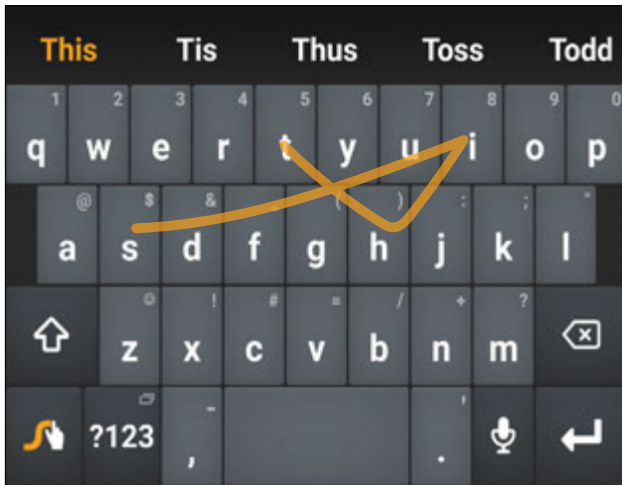 This Tis Thus Toss Todd
1 2 3 4 5 6 7 8 9 0
q w e r t y u i o p
@ $ & _ ( ) : ; "
a s d f g h j k l
☺ ! # = / + ?
z x c v b n m
?123 , _ . '